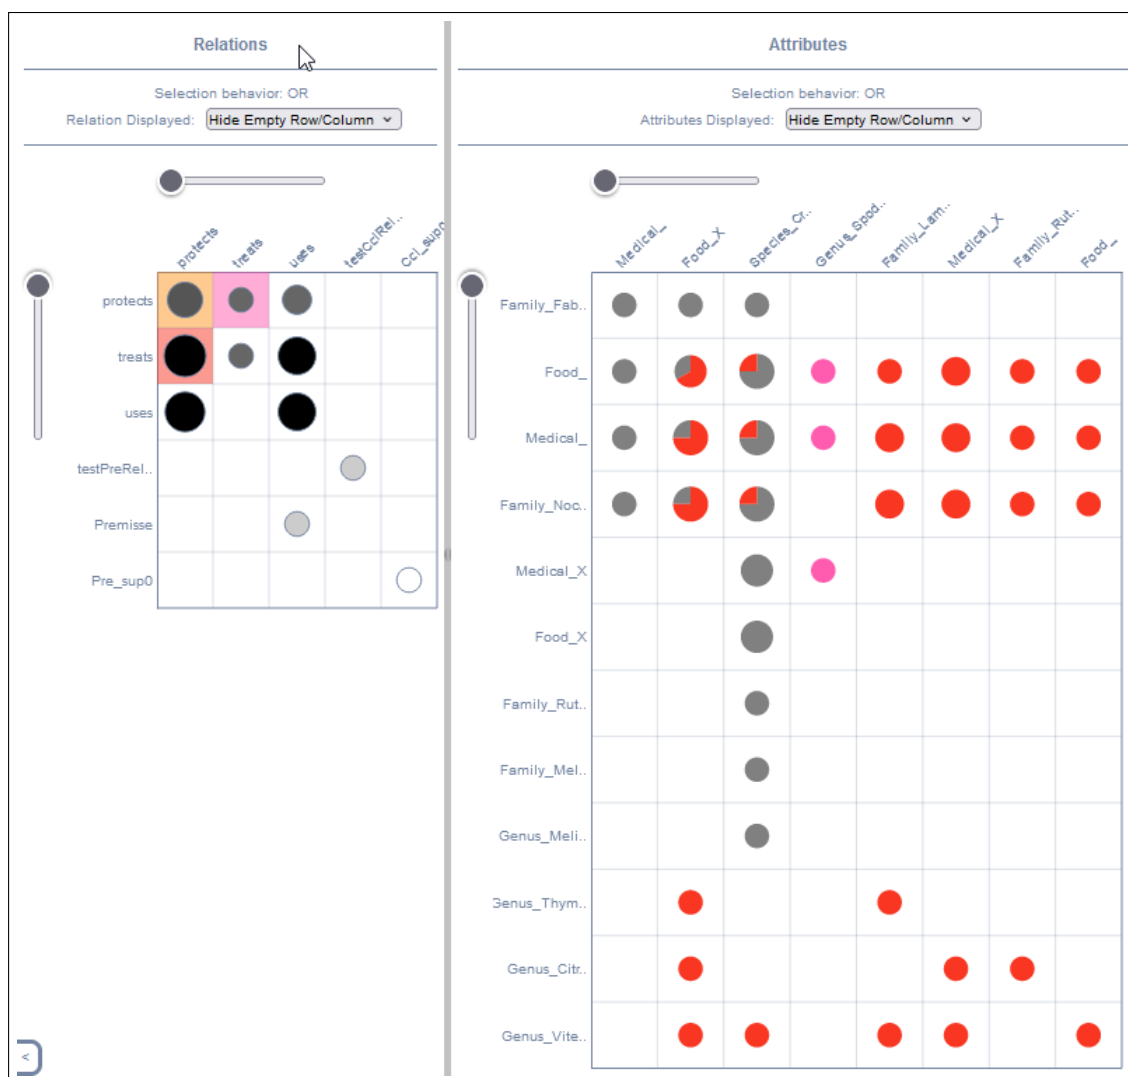 Relations
Selection behavior: OR
Relation Displayed: Hide Empty Row/Column
protects
treats
uses
testCclRel..
Ccl_sup0
protects
treats
uses
testPreRel..
Premisse
Pre_sup0
<
Attributes
Selection behavior: OR
Attributes Displayed: Hide Empty Row/Column
Medical_
Food_X
Species_Cr..
Genus_Spod..
Family_Lam..
Medical_X
Family_Rut..
Food_
Family_Fab..
Food_
Medical_
Family_Noc..
Medical_X
Food_X
Family_Rut..
Family_Mel..
Genus_Meli..
Genus_Thym..
Genus_Citr..
Genus_Vite..